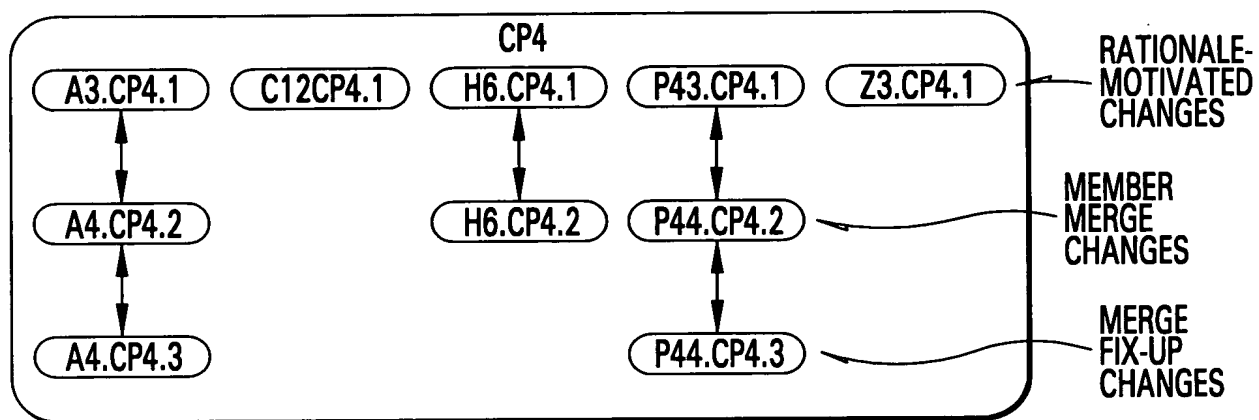 CP4
A3.CP4.1 C12CP4.1 H6.CP4.1 P43.CP4.1 Z3.CP4.1
RATIONALE-
MOTIVATED
CHANGES
A4.CP4.2 H6.CP4.2 P44.CP4.2
MEMBER
MERGE
CHANGES
A4.CP4.3 P44.CP4.3
MERGE
FIX-UP
CHANGES